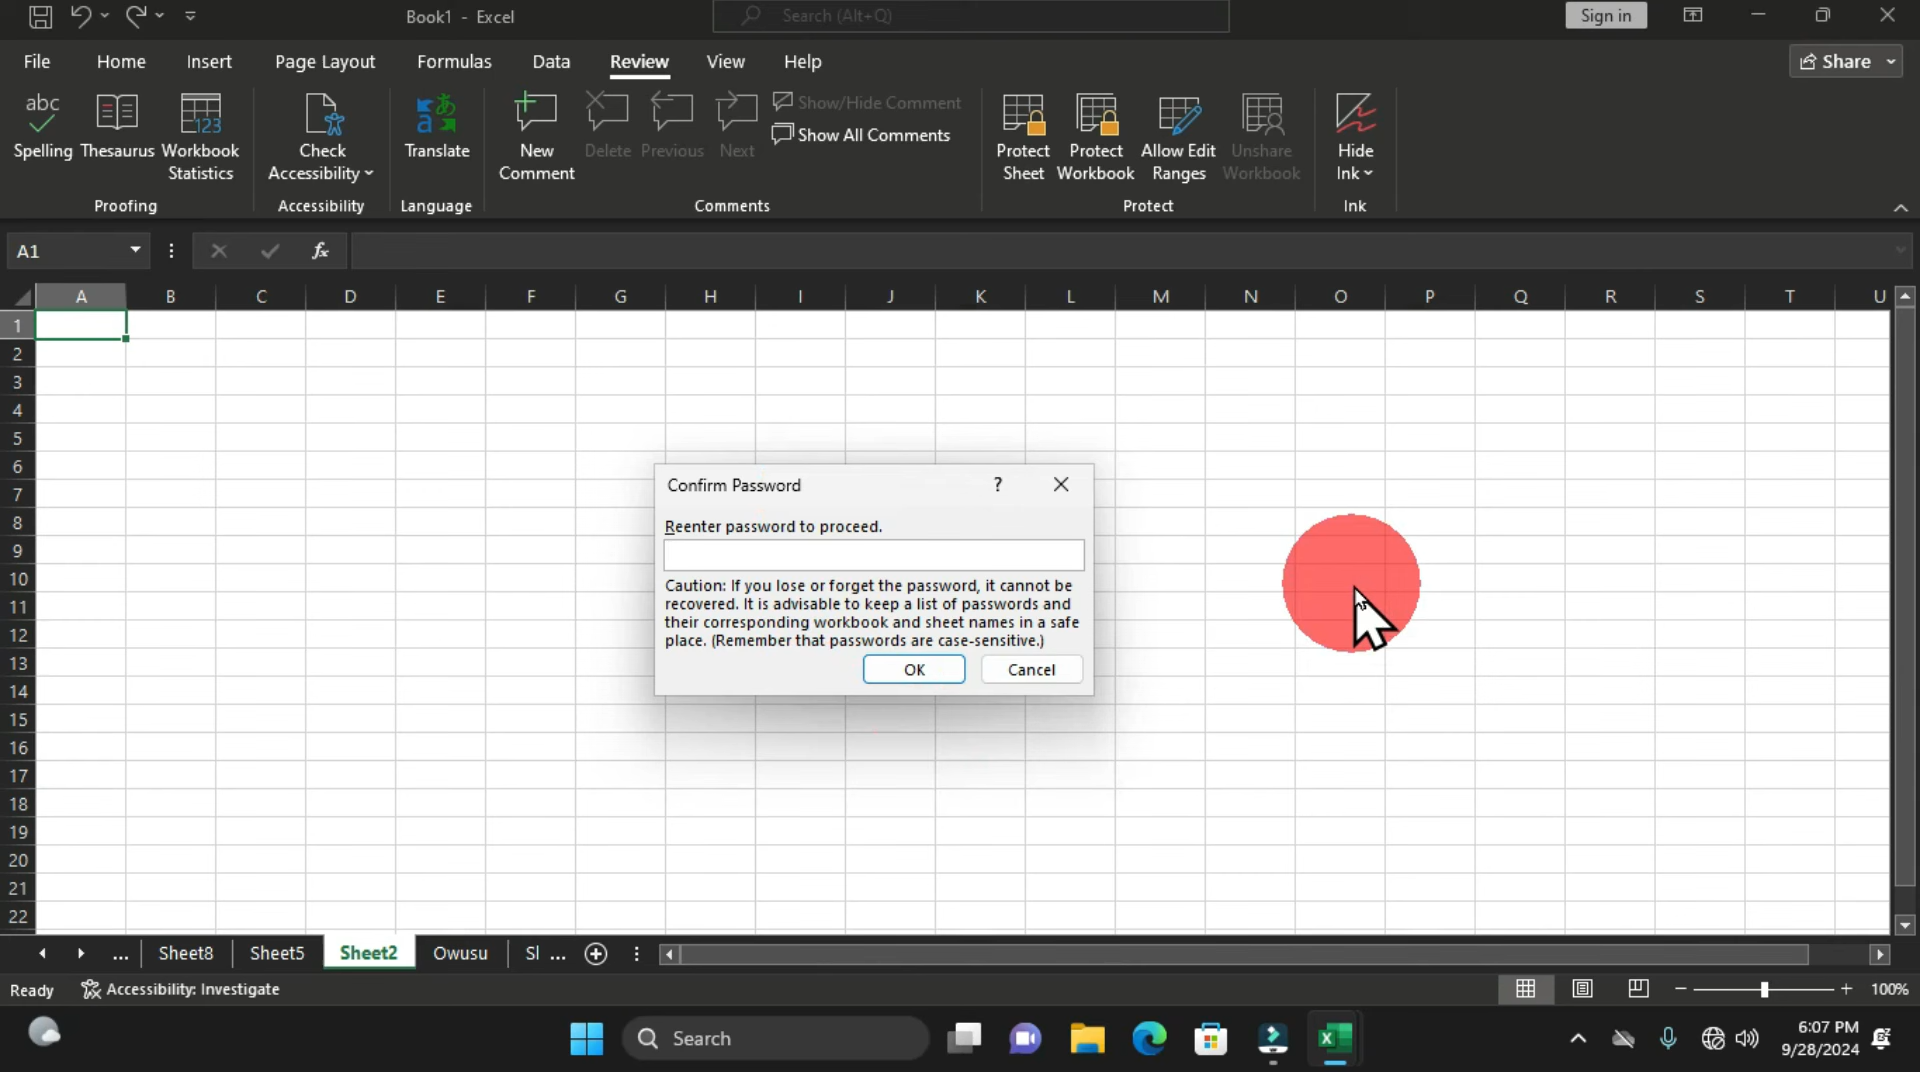 Book1 - Excel
Search (Alt+Q)
Sign in
File Home Insert Page Layout Formulas Data Review View Help
Share
abc
Spelling
Thesaurus
123
Workbook
Statistics
Proofing
Check
Accessibility
Accessibility
Translate
Language
New
Comment
Delete
Previous
Next
Show/Hide Comment
Show All Comments
Comments
Protect
Sheet
Protect
Workbook
Allow Edit
Ranges
Unshare
Workbook
Protect
Hide
Ink
Ink
A1
fx
A B C D E F G H I J K L M N O P Q R S T U
1
2
3
4
5
6
7
8
9
10
11
12
13
14
15
16
17
18
19
20
21
22
Confirm Password
?
Reenter password to proceed.
Caution: If you lose or forget the password, it cannot be
recovered. It is advisable to keep a list of passwords and
their corresponding workbook and sheet names in a safe
place. (Remember that passwords are case-sensitive.)
OK
Cancel
... Sheet8 Sheet5 Sheet2 Owusu Sl ...
Ready
Accessibility: Investigate
100%
Search
6:07 PM
9/28/2024